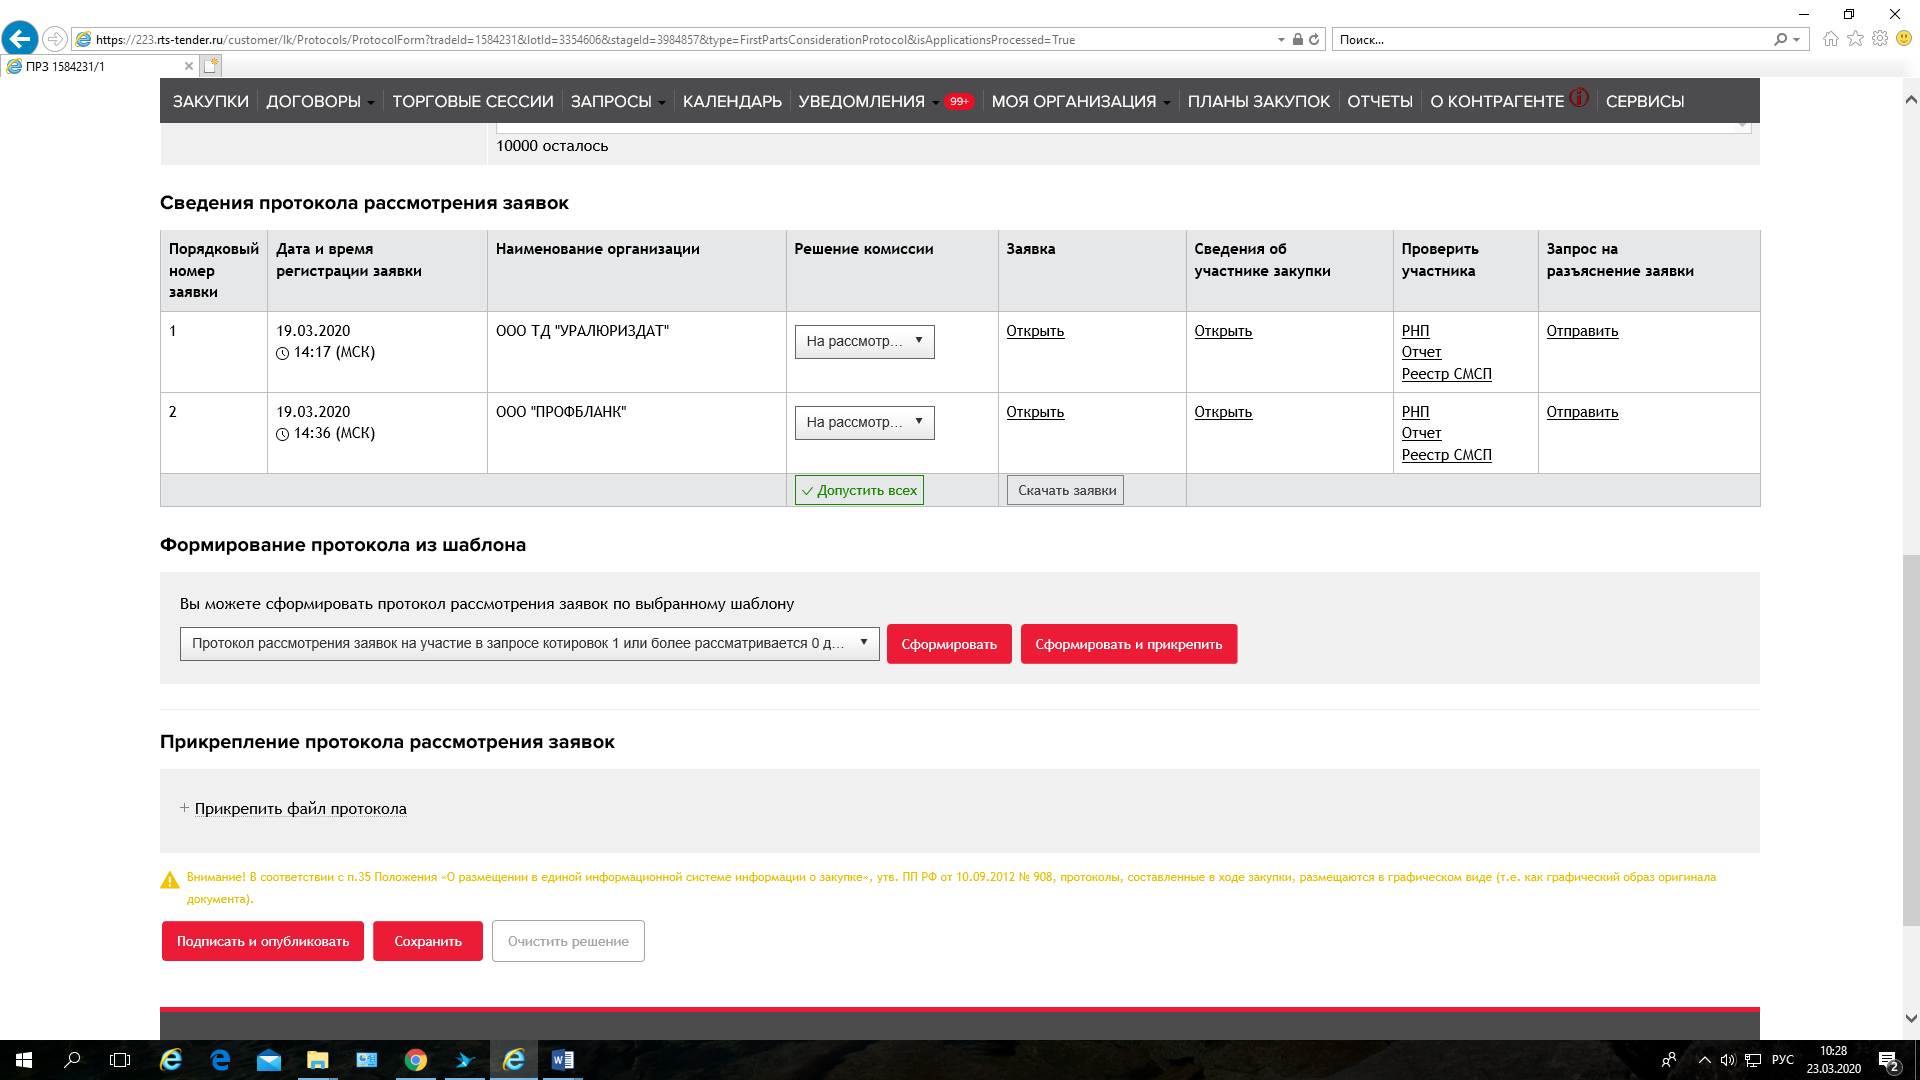 https://223.rts-tender.ru/customer/lk/Protocols/ProtocolForm?tradeId=1584231&lotId=3354606&stageId=3984857&type=FirstPartsConsiderationProtocol&isApplicationsProcessed=True
Поиск...
ПРЗ 1584231/1
ЗАКУПКИ ДОГОВОРЫ ТОРГОВЫЕ СЕССИИ ЗАПРОСЫ КАЛЕНДАРЬ УВЕДОМЛЕНИЯ 99+ МОЯ ОРГАНИЗАЦИЯ ПЛАНЫ ЗАКУПОК ОТЧЕТЫ О КОНТРАГЕНТЕ СЕРВИСЫ
10000 осталось
Сведения протокола рассмотрения заявок
Порядковый номер заявки
Дата и время регистрации заявки
Наименование организации
Решение комиссии
Заявка
Сведения об участнике закупки
Проверить участника
Запрос на разъяснение заявки
1
19.03.2020
14:17 (МСК)
ООО ТД "УРАЛЮРИЗДАТ"
На рассмотр...
Открыть
Открыть
РНП
Отчет
Реестр СМСП
Отправить
2
19.03.2020
14:36 (МСК)
ООО "ПРОФБЛАНК"
На рассмотр...
Открыть
Открыть
РНП
Отчет
Реестр СМСП
Отправить
Допустить всех
Скачать заявки
Формирование протокола из шаблона
Вы можете сформировать протокол рассмотрения заявок по выбранному шаблону
Протокол рассмотрения заявок на участие в запросе котировок 1 или более рассматривается 0 д...
Сформировать
Сформировать и прикрепить
Прикрепление протокола рассмотрения заявок
+ Прикрепить файл протокола
Внимание! В соответствии с п.35 Положения «О размещении в единой информационной системе информации о закупке», утв. ПП РФ от 10.09.2012 № 908, протоколы, составленные в ходе закупки, размещаются в графическом виде (т.е. как графический образ оригинала
документа).
Подписать и опубликовать
Сохранить
Очистить решение
РУС
10:28
23.03.2020
2